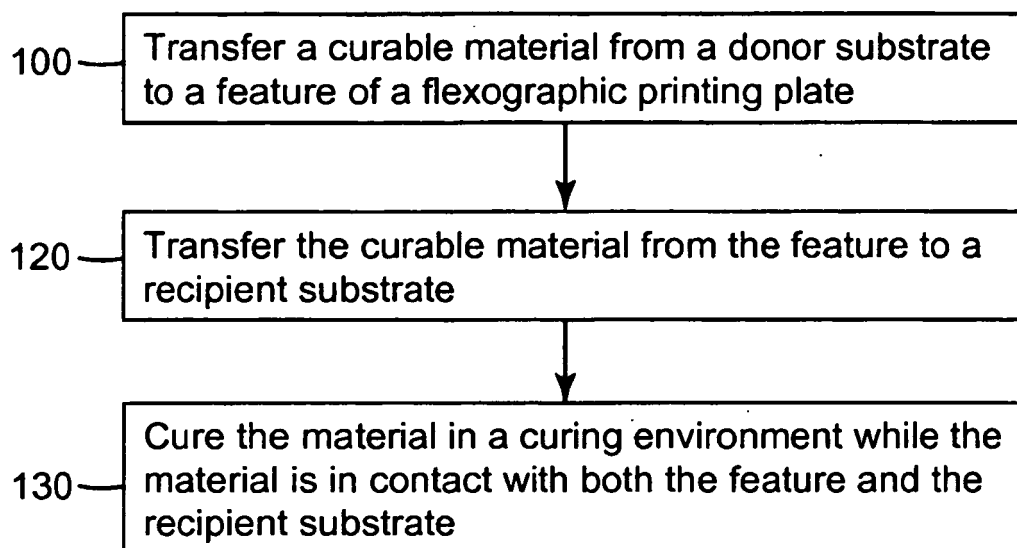 100
Transfer a curable material from a donor substrate
to a feature of a flexographic printing plate
120
Transfer the curable material from the feature to a
recipient substrate
130
Cure the material in a curing environment while the
material is in contact with both the feature and the
recipient substrate